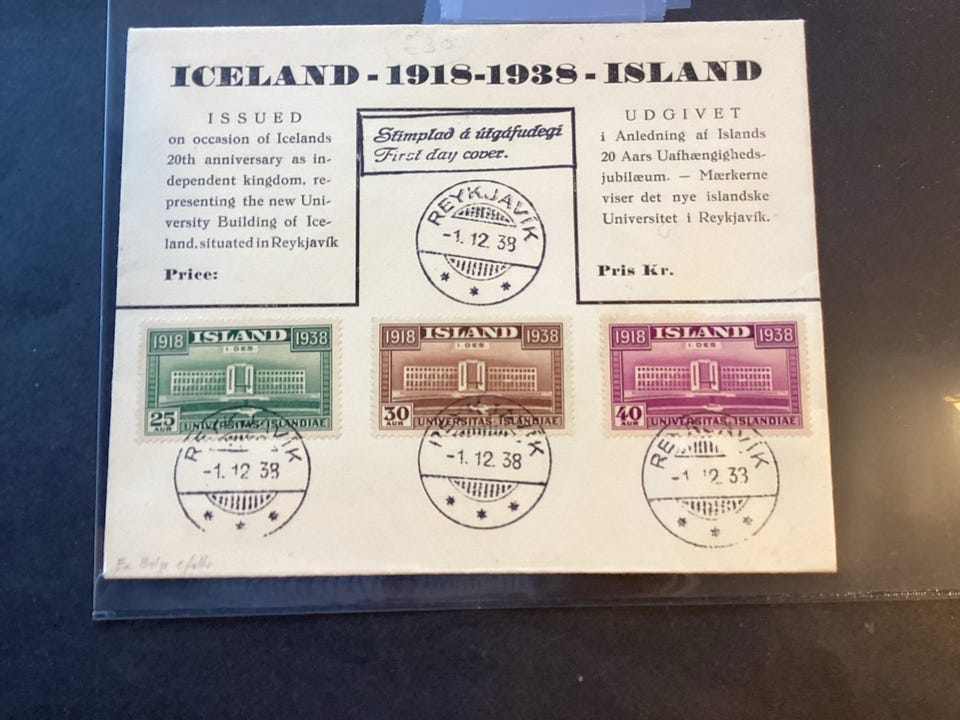 £30
ICELAND - 1918-1938 - ISLAND
ISSUED
on occasion of Icelands
20th anniversary as in-
dependent kingdom, re-
presenting the new Uni-
versity Building of Ice-
land, situated in Reykjavík
Price:
Stimplað á útgáfudegi
First day cover.
REYKJAVÍK
-1. 12. 38
UDGIVET
i Anledning af Islands
20 Aars Uafhængigheds-
jubilæum. — Mærkerne
viser det nye islandske
Universitet i Reykjavík.
Pris Kr.
1918 ISLAND 1938
1. DES.
25
AUR UNIVERSITAS ISLANDIAE
REYKJAVÍK
-1. 12 38
1918 ISLAND 1938
1. DES.
30
AUR UNIVERSITAS ISLANDIAE
REYKJAVÍK
-1. 12. 38
1918 ISLAND 1938
1. DES.
40
AUR UNIVERSITAS ISLANDIAE
REYKJAVÍK
-1 12. 38